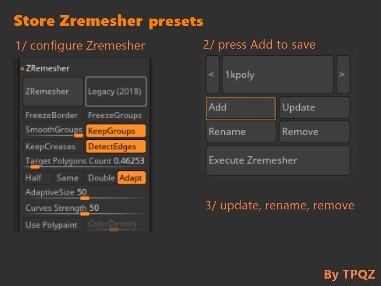 Store Zremesher presets
1/ configure Zremesher
ZRemesher
ZRemesher Legacy (2018)
FreezeBorder FreezeGroups
SmoothGroups KeepGroups
KeepCreases DetectEdges
Target Polygons Count 0.46253
Half Same Double Adapt
AdaptiveSize 50
Curves Strength 50
Use Polypaint ColorDensity
2/ press Add to save
< 1kpoly >
Add Update
Rename Remove
Execute Zremesher
3/ update, rename, remove
By TPQZ